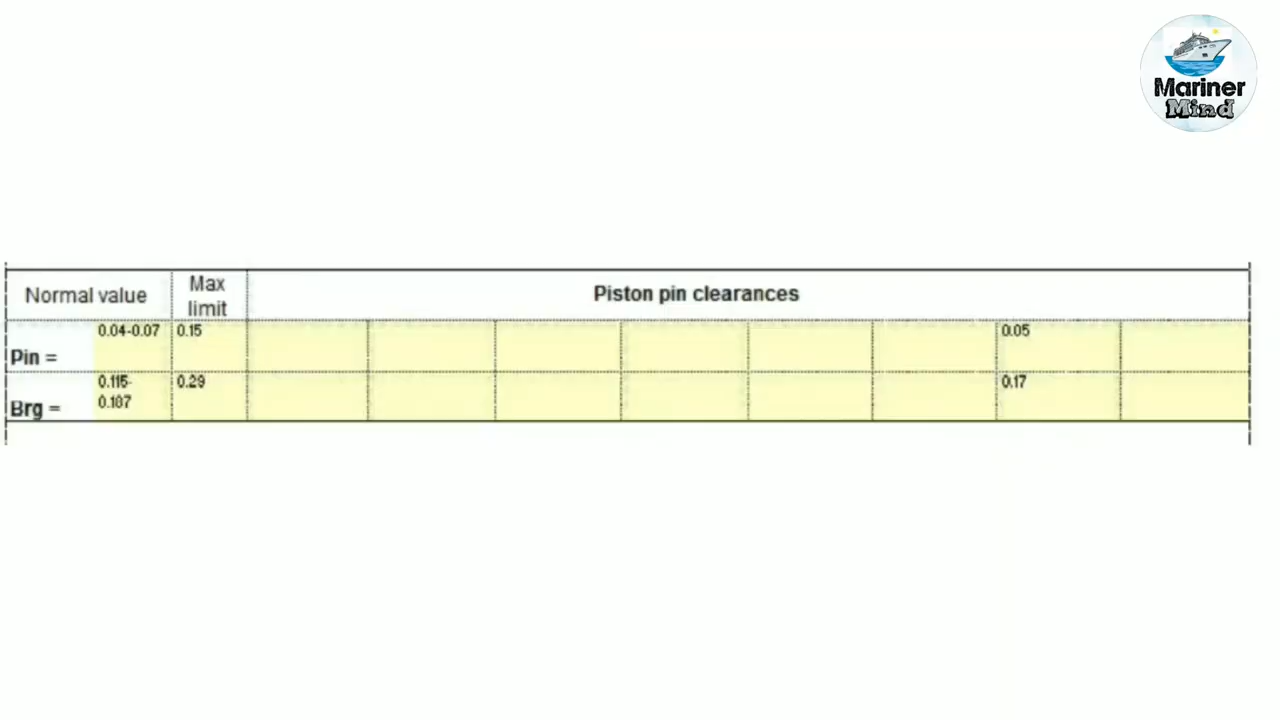 Mariner
Mind
Normal value
Max
limit
Piston pin clearances
Pin =
0.04-0.07
0.15
0.05
Brg =
0.115-
0.187
0.29
0.17